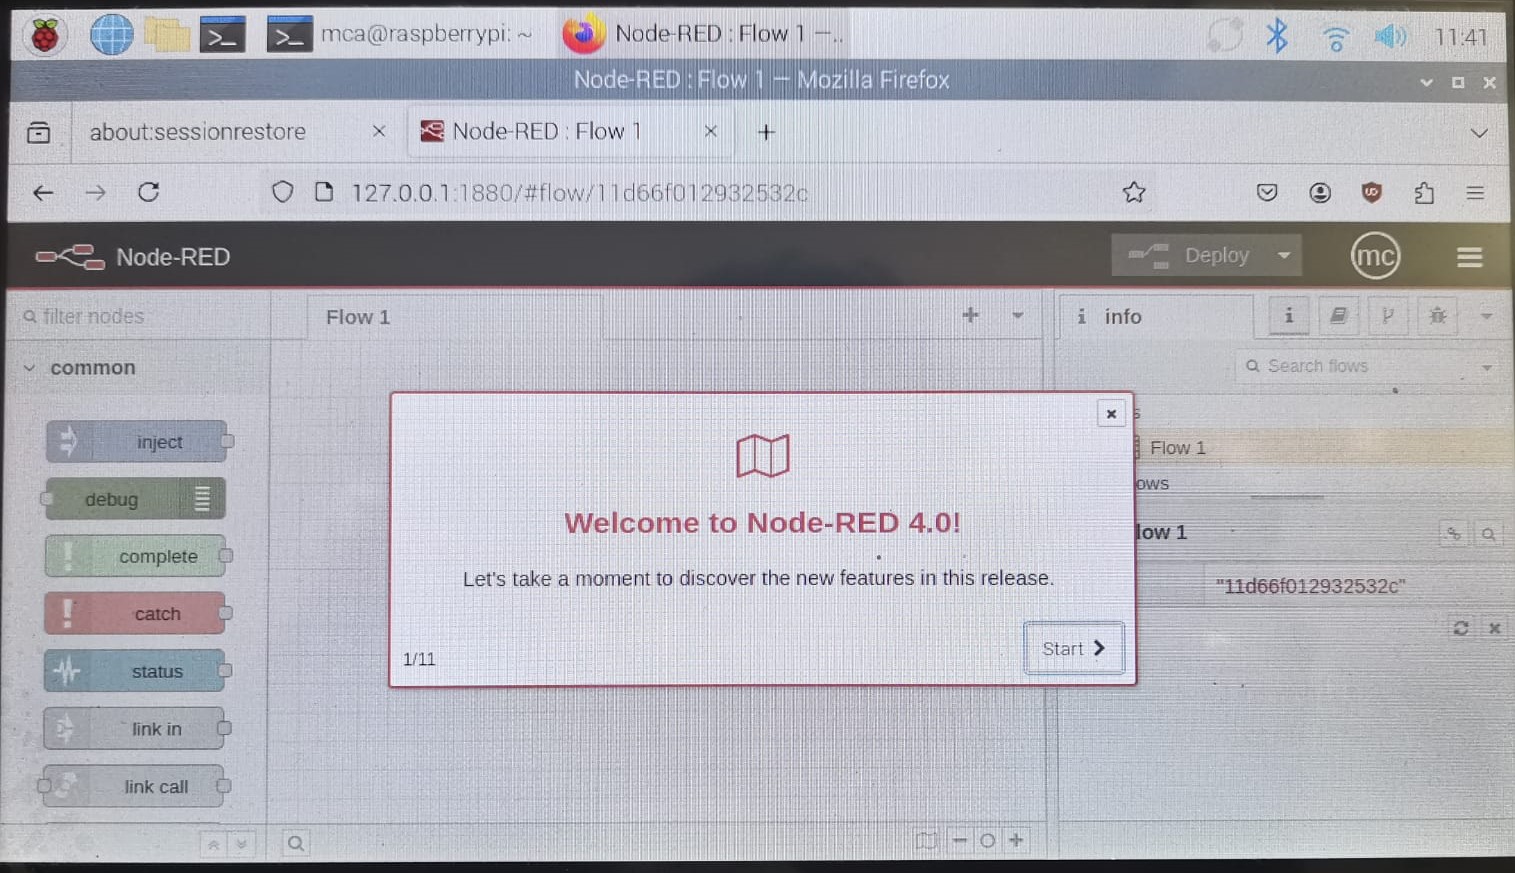 mca@raspberrypi: ~
Node-RED : Flow 1 —..
11:41
Node-RED : Flow 1 — Mozilla Firefox
about:sessionrestore
Node-RED : Flow 1
127.0.0.1:1880/#flow/11d66f012932532c
Node-RED
Deploy
mc
filter nodes
Flow 1
i info
i
common
Search flows
inject
s
Flow 1
debug
ows
Welcome to Node-RED 4.0!
low 1
complete
Let's take a moment to discover the new features in this release.
"11d66f012932532c"
catch
1/11
Start
status
link in
link call